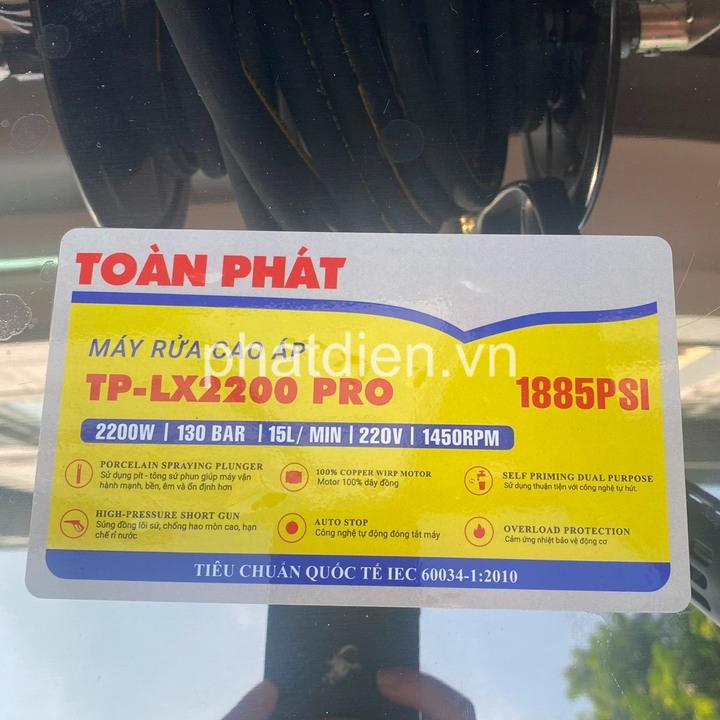 TOÀN PHÁT
MÁY RỬA CAO ÁP
phatdien.vn
TP-LX2200 PRO
1885PSI
2200W | 130 BAR | 15L/ MIN | 220V | 1450RPM
PORCELAIN SPRAYING PLUNGER
Sử dụng pít - tông sứ phun giúp máy vận
hành mạnh, bền, êm và ổn định hơn
100% COPPER WIRP MOTOR
Motor 100% dây đồng
SELF PRIMING DUAL PURPOSE
Sử dụng thuận tiện với công nghệ tự hút.
HIGH-PRESSURE SHORT GUN
Súng đồng lõi sứ, chống hao mòn cao, hạn
chế rỉ nước
AUTO STOP
Công nghệ tự động đóng tắt máy
OVERLOAD PROTECTION
Cảm ứng nhiệt bảo vệ động cơ
TIÊU CHUẨN QUỐC TẾ IEC 60034-1:2010